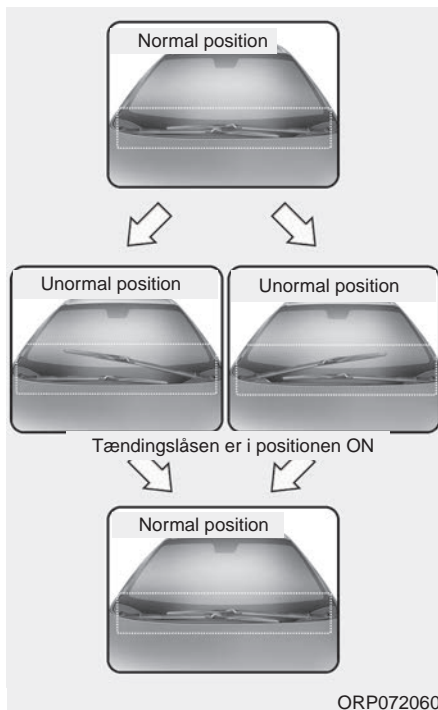 Normal position
Unormal position
Unormal position
Tændingslåsen er i positionen ON
Normal position
ORP072060